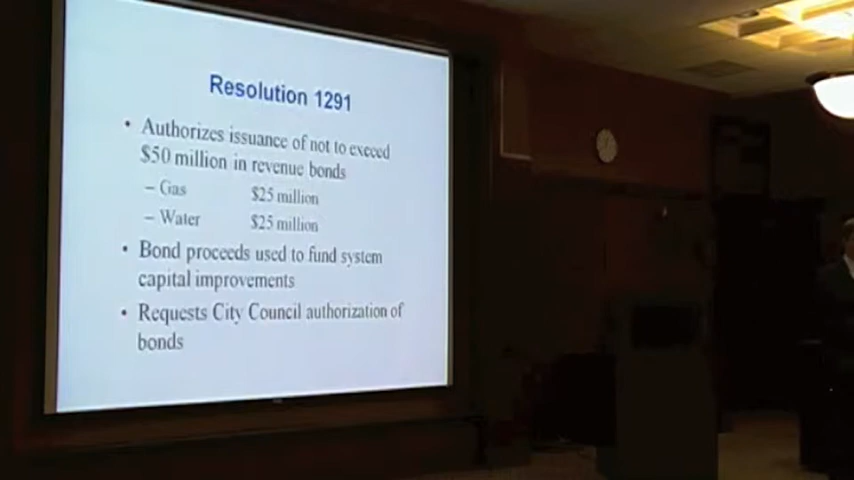 Resolution 1291
• Authorizes issuance of not to exceed
$50 million in revenue bonds
– Gas $25 million
– Water $25 million
• Bond proceeds used to fund system
capital improvements
• Requests City Council authorization of
bonds